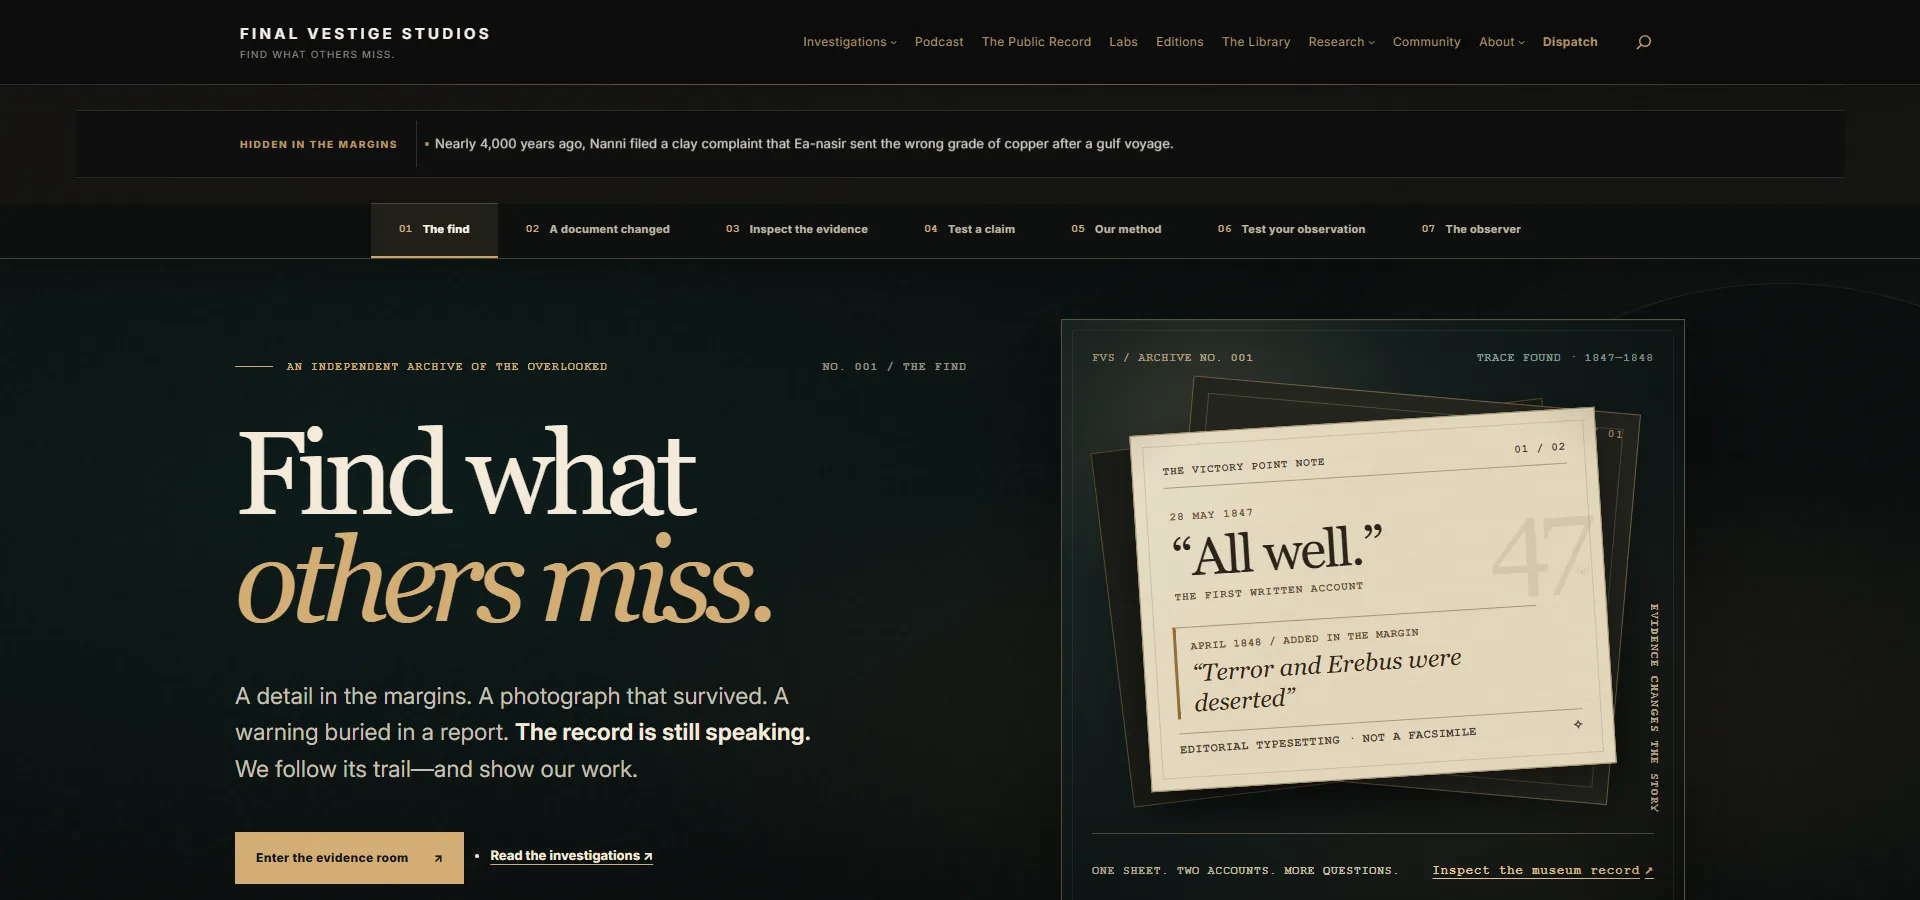 FINAL VESTIGE STUDIOS
FIND WHAT OTHERS MISS.
Investigations Podcast The Public Record Labs Editions The Library Research Community About Dispatch
HIDDEN IN THE MARGINS
• Nearly 4,000 years ago, Nanni filed a clay complaint that Ea-nasir sent the wrong grade of copper after a gulf voyage.
01 The find 02 A document changed 03 Inspect the evidence 04 Test a claim 05 Our method 06 Test your observation 07 The observer
AN INDEPENDENT ARCHIVE OF THE OVERLOOKED
NO. 001 / THE FIND
Find what
others miss.
A detail in the margins. A photograph that survived. A
warning buried in a report. The record is still speaking.
We follow its trail—and show our work.
Enter the evidence room ↗
• Read the investigations ↗
FVS / ARCHIVE NO. 001
TRACE FOUND · 1847—1848
01
THE VICTORY POINT NOTE
01 / 02
28 MAY 1847
“All well.”
47
THE FIRST WRITTEN ACCOUNT
APRIL 1848 / ADDED IN THE MARGIN
“Terror and Erebus were
deserted”
EDITORIAL TYPESETTING · NOT A FACSIMILE
EVIDENCE CHANGES THE STORY
ONE SHEET. TWO ACCOUNTS. MORE QUESTIONS.
Inspect the museum record ↗